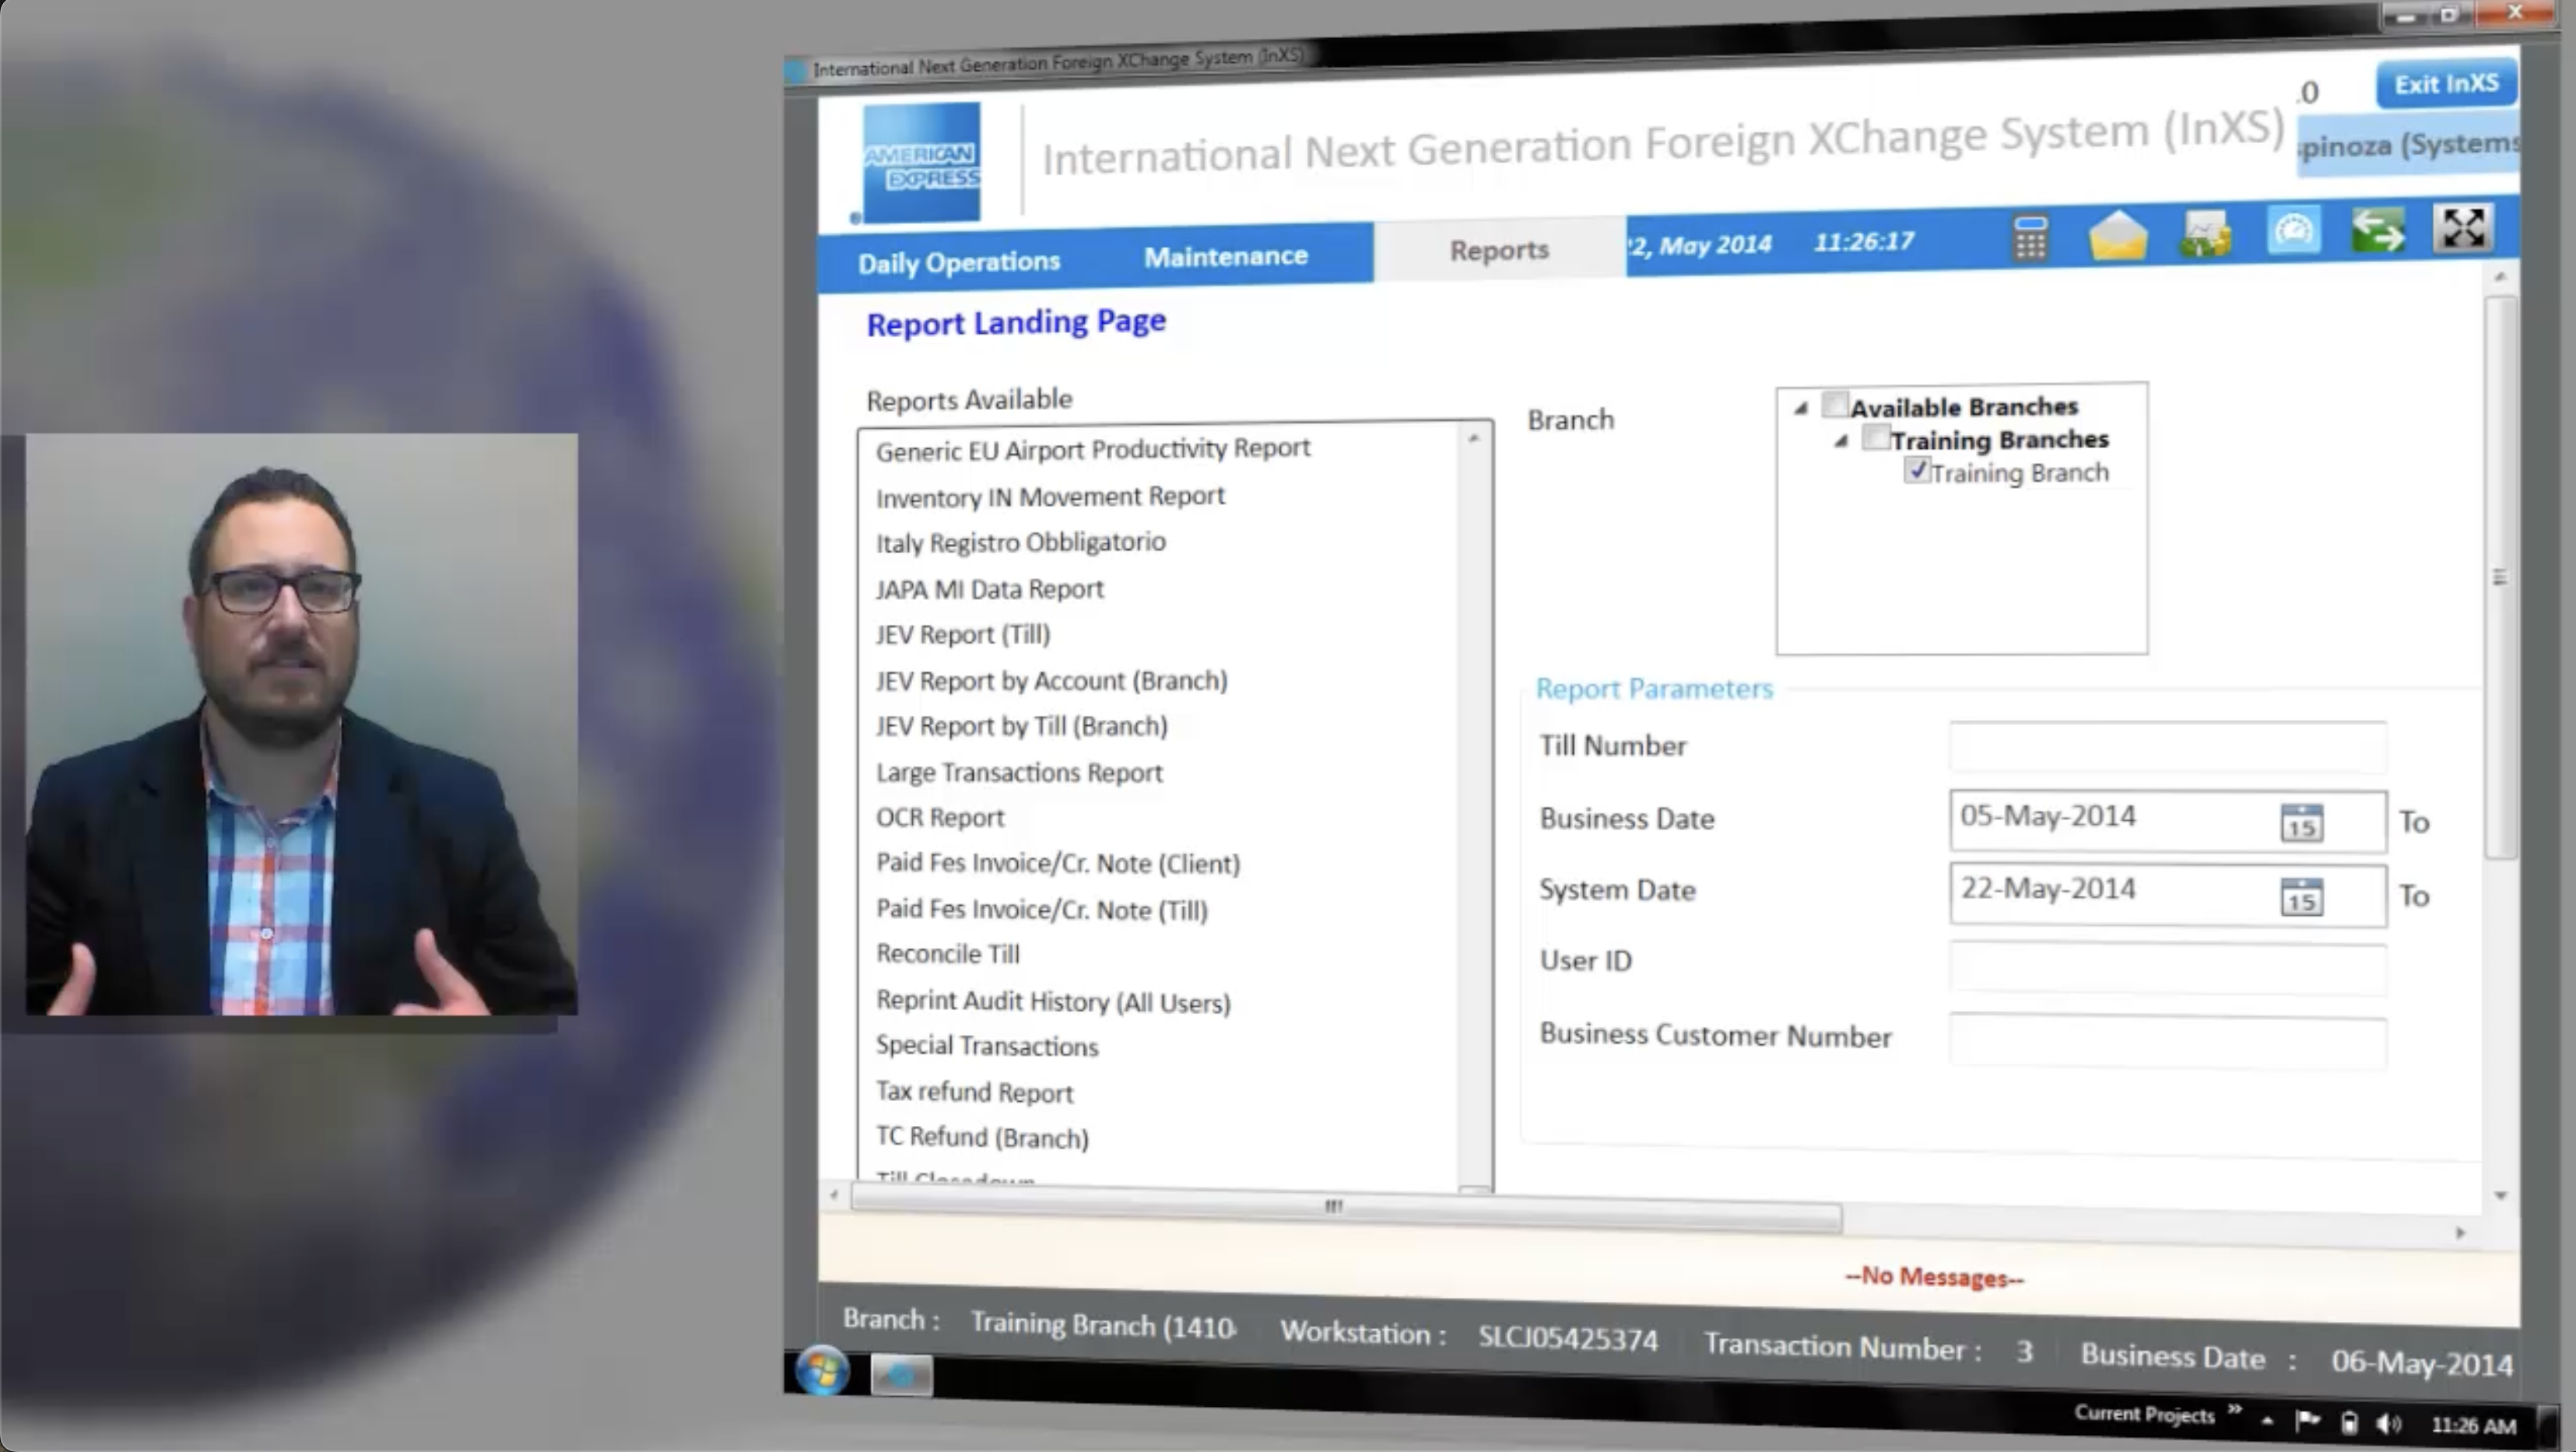 International Next Generation Foreign XChange System (InXS)
AMERICAN EXPRESS
®
International Next Generation Foreign XChange System (InXS)
.0
Exit InXS
pinoza (Systems
Daily Operations
Maintenance
Reports
2, May 2014
11:26:17
Report Landing Page
Reports Available
Generic EU Airport Productivity Report
Inventory IN Movement Report
Italy Registro Obbligatorio
JAPA MI Data Report
JEV Report (Till)
JEV Report by Account (Branch)
JEV Report by Till (Branch)
Large Transactions Report
OCR Report
Paid Fes Invoice/Cr. Note (Client)
Paid Fes Invoice/Cr. Note (Till)
Reconcile Till
Reprint Audit History (All Users)
Special Transactions
Tax refund Report
TC Refund (Branch)
Till Closedown
Branch
Available Branches
Training Branches
Training Branch
Report Parameters
Till Number
Business Date
05-May-2014
15
To
System Date
22-May-2014
15
To
User ID
Business Customer Number
--No Messages--
Branch :
Training Branch (1410
Workstation :
SLCJ05425374
Transaction Number :
3
Business Date :
06-May-2014
Current Projects
11:26 AM